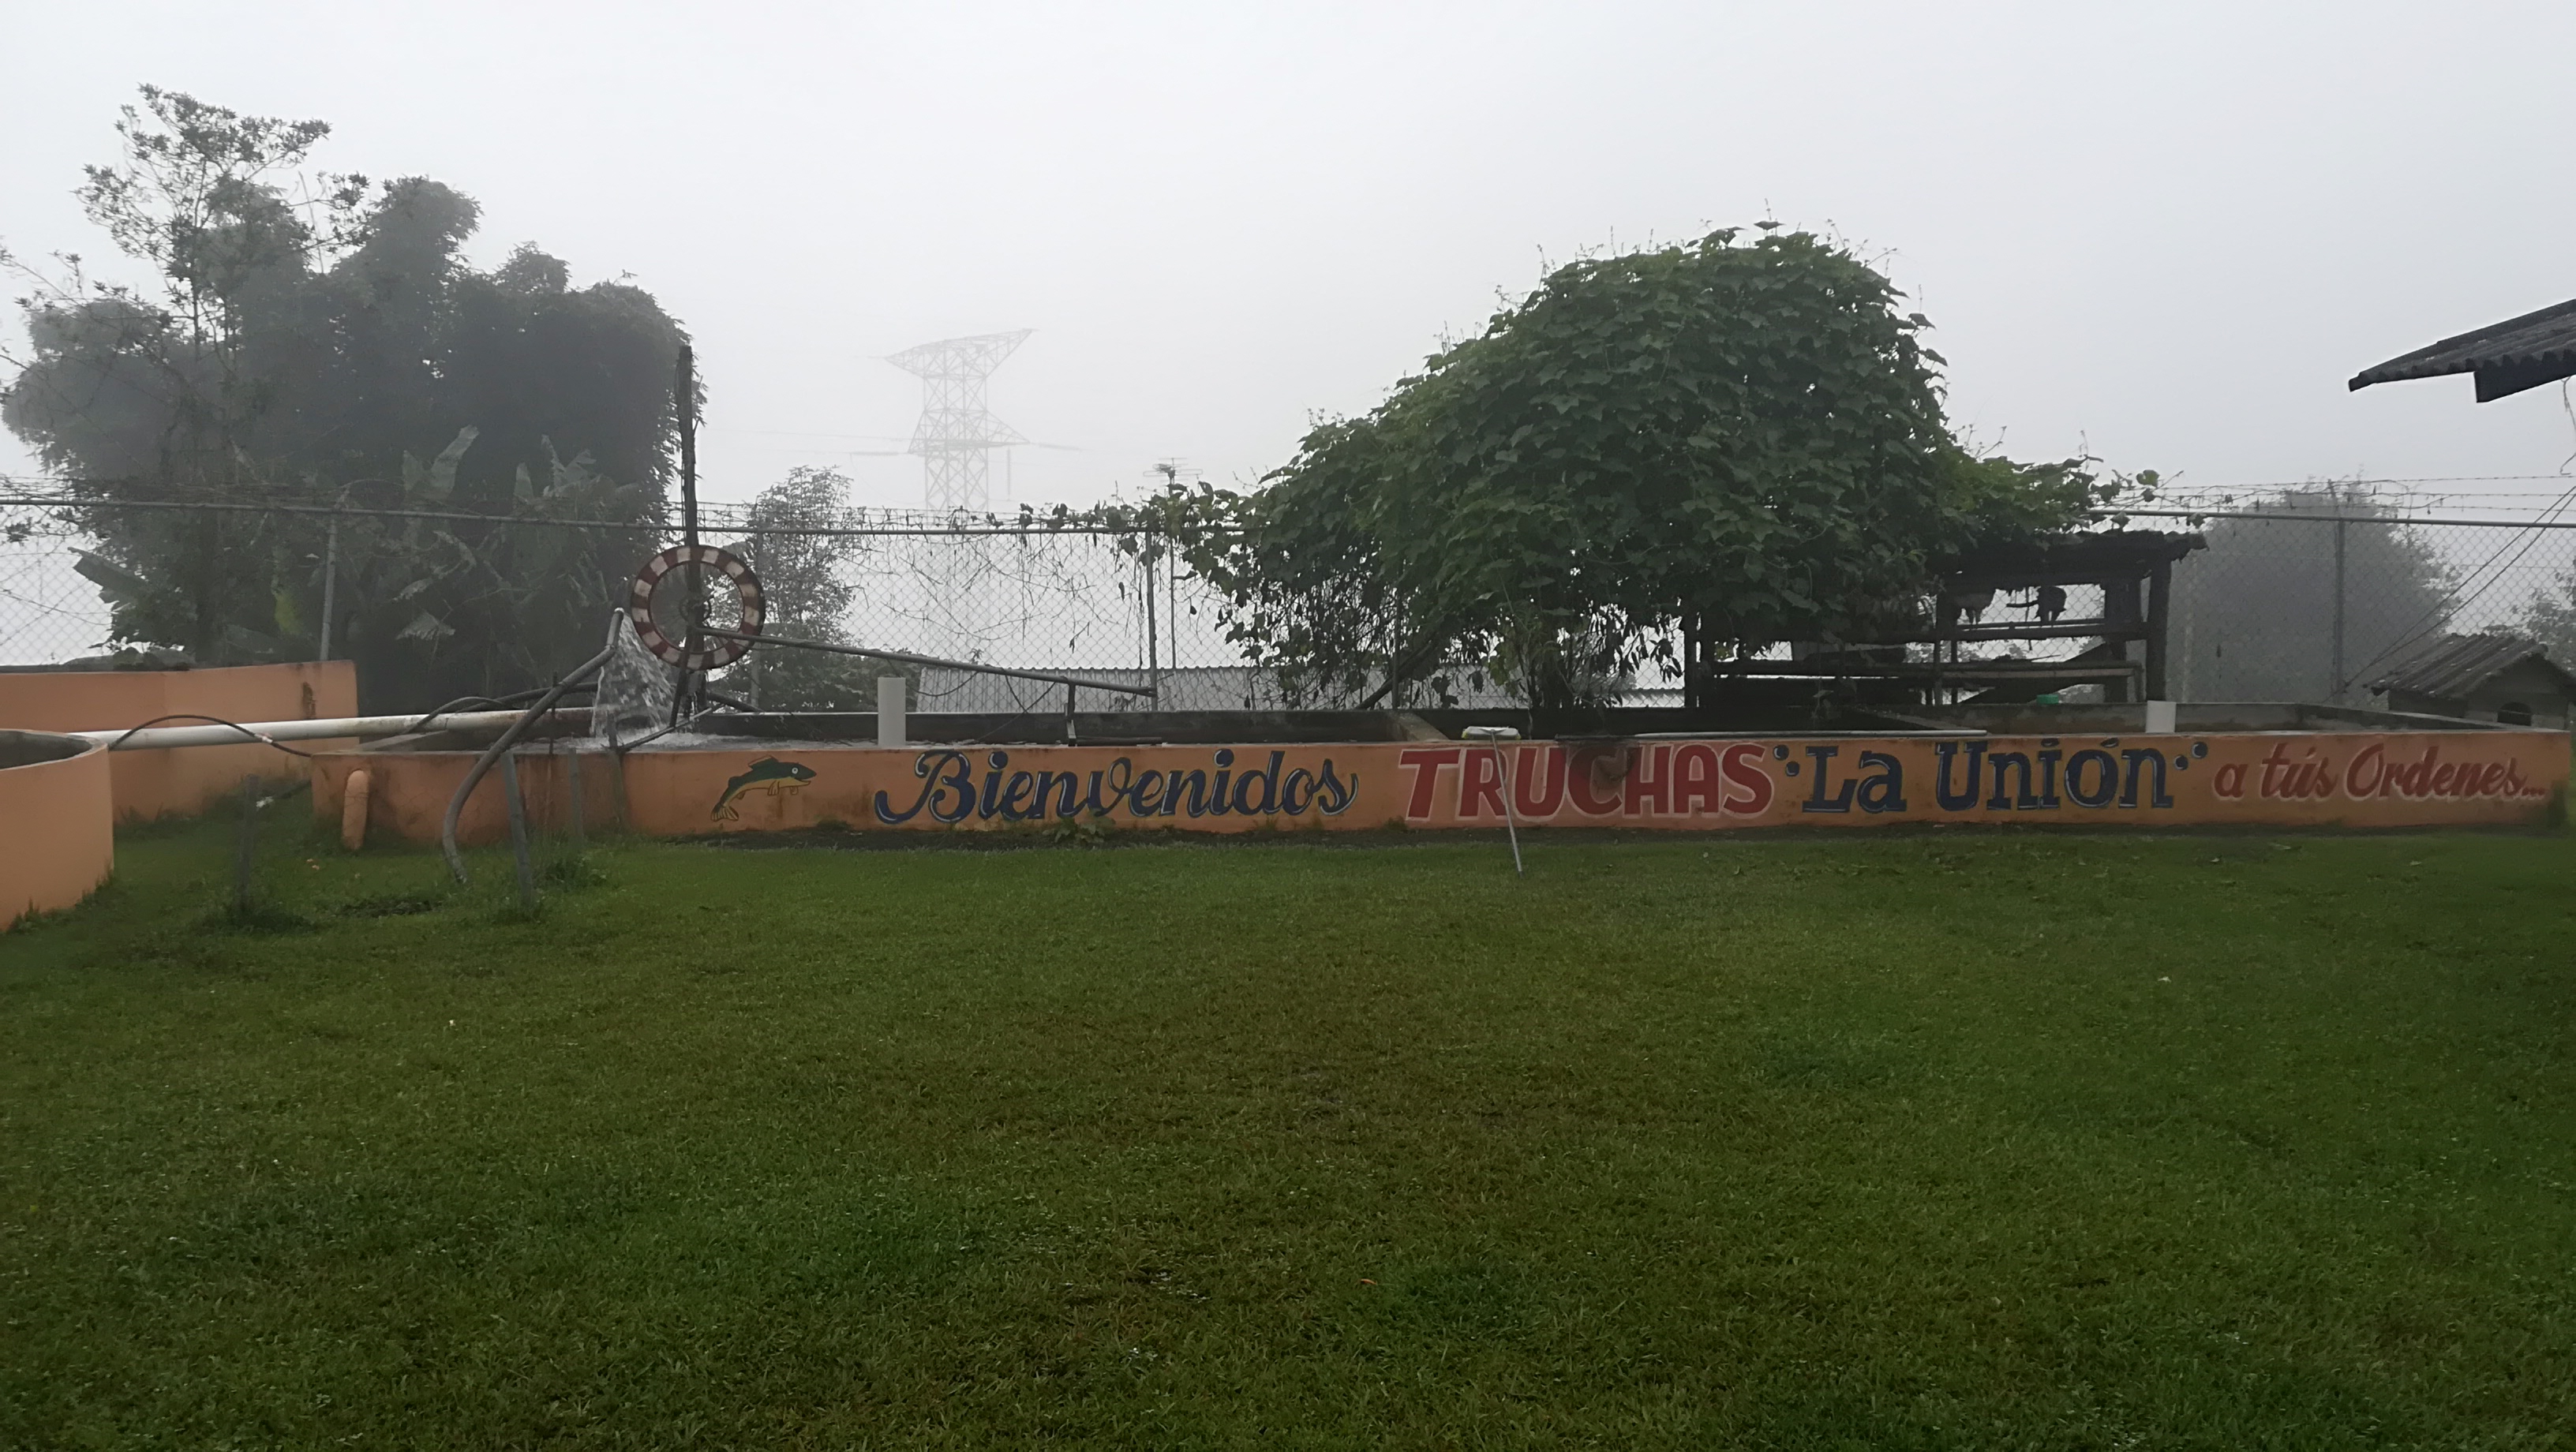 Bienvenidos TRUCHAS "La Unión" a tús Ordenes...